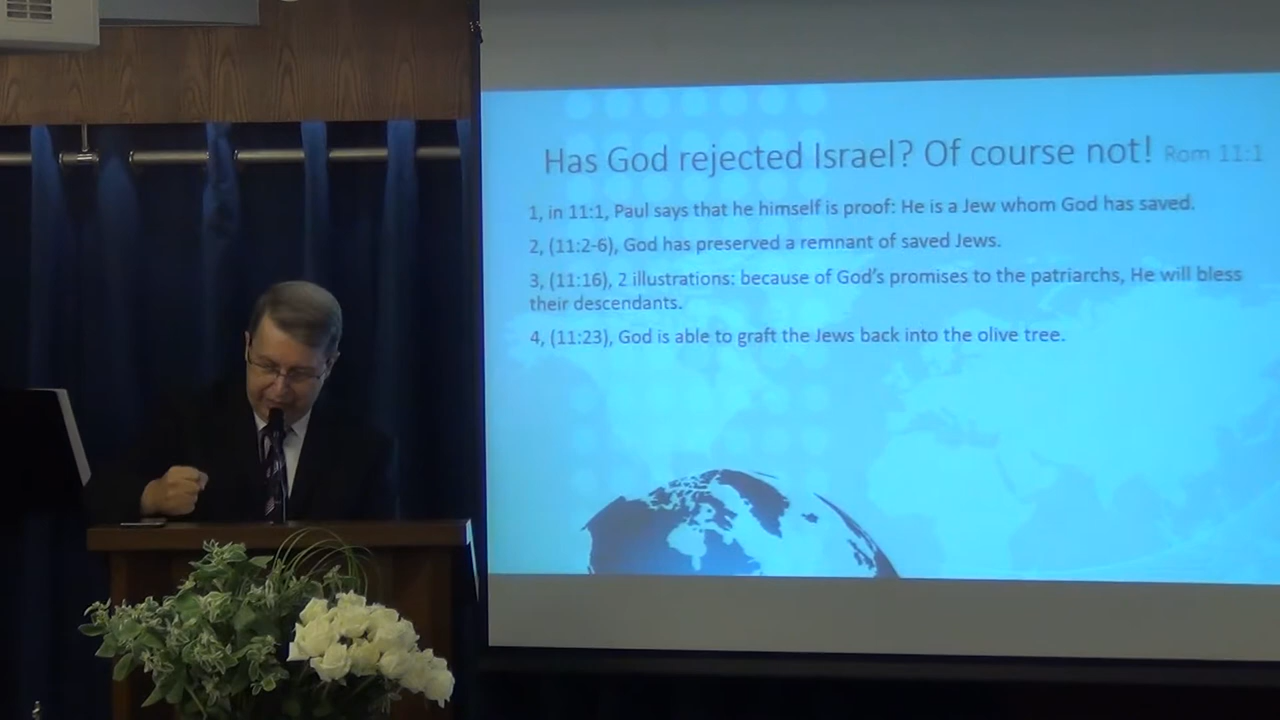 Has God rejected Israel? Of course not! Rom 11:1
1, in 11:1, Paul says that he himself is proof: He is a Jew whom God has saved.
2, (11:2-6), God has preserved a remnant of saved Jews.
3, (11:16), 2 illustrations: because of God's promises to the patriarchs, He will bless
their descendants.
4, (11:23), God is able to graft the Jews back into the olive tree.